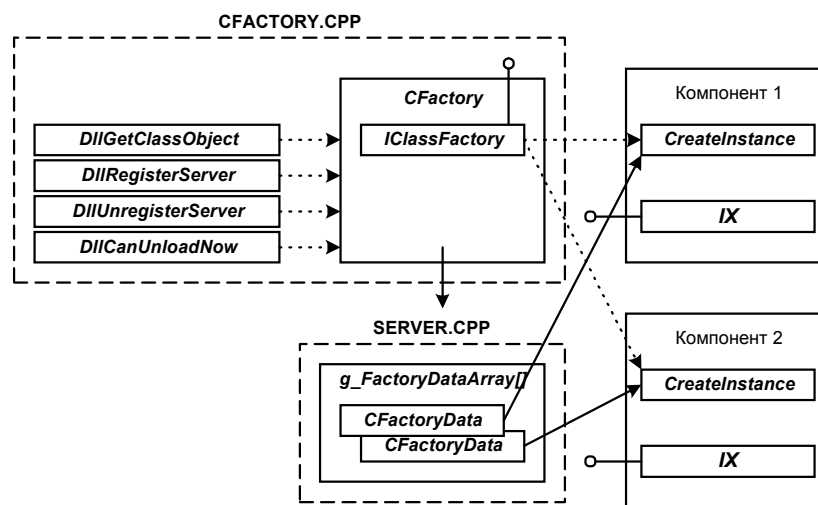 CFACTORY.CPP
CFactory
IClassFactory
DllGetClassObject
DllRegisterServer
DllUnregisterServer
DllCanUnloadNow
Компонент 1
CreateInstance
IX
SERVER.CPP
g_FactoryDataArray[]
CFactoryData
CFactoryData
Компонент 2
CreateInstance
IX